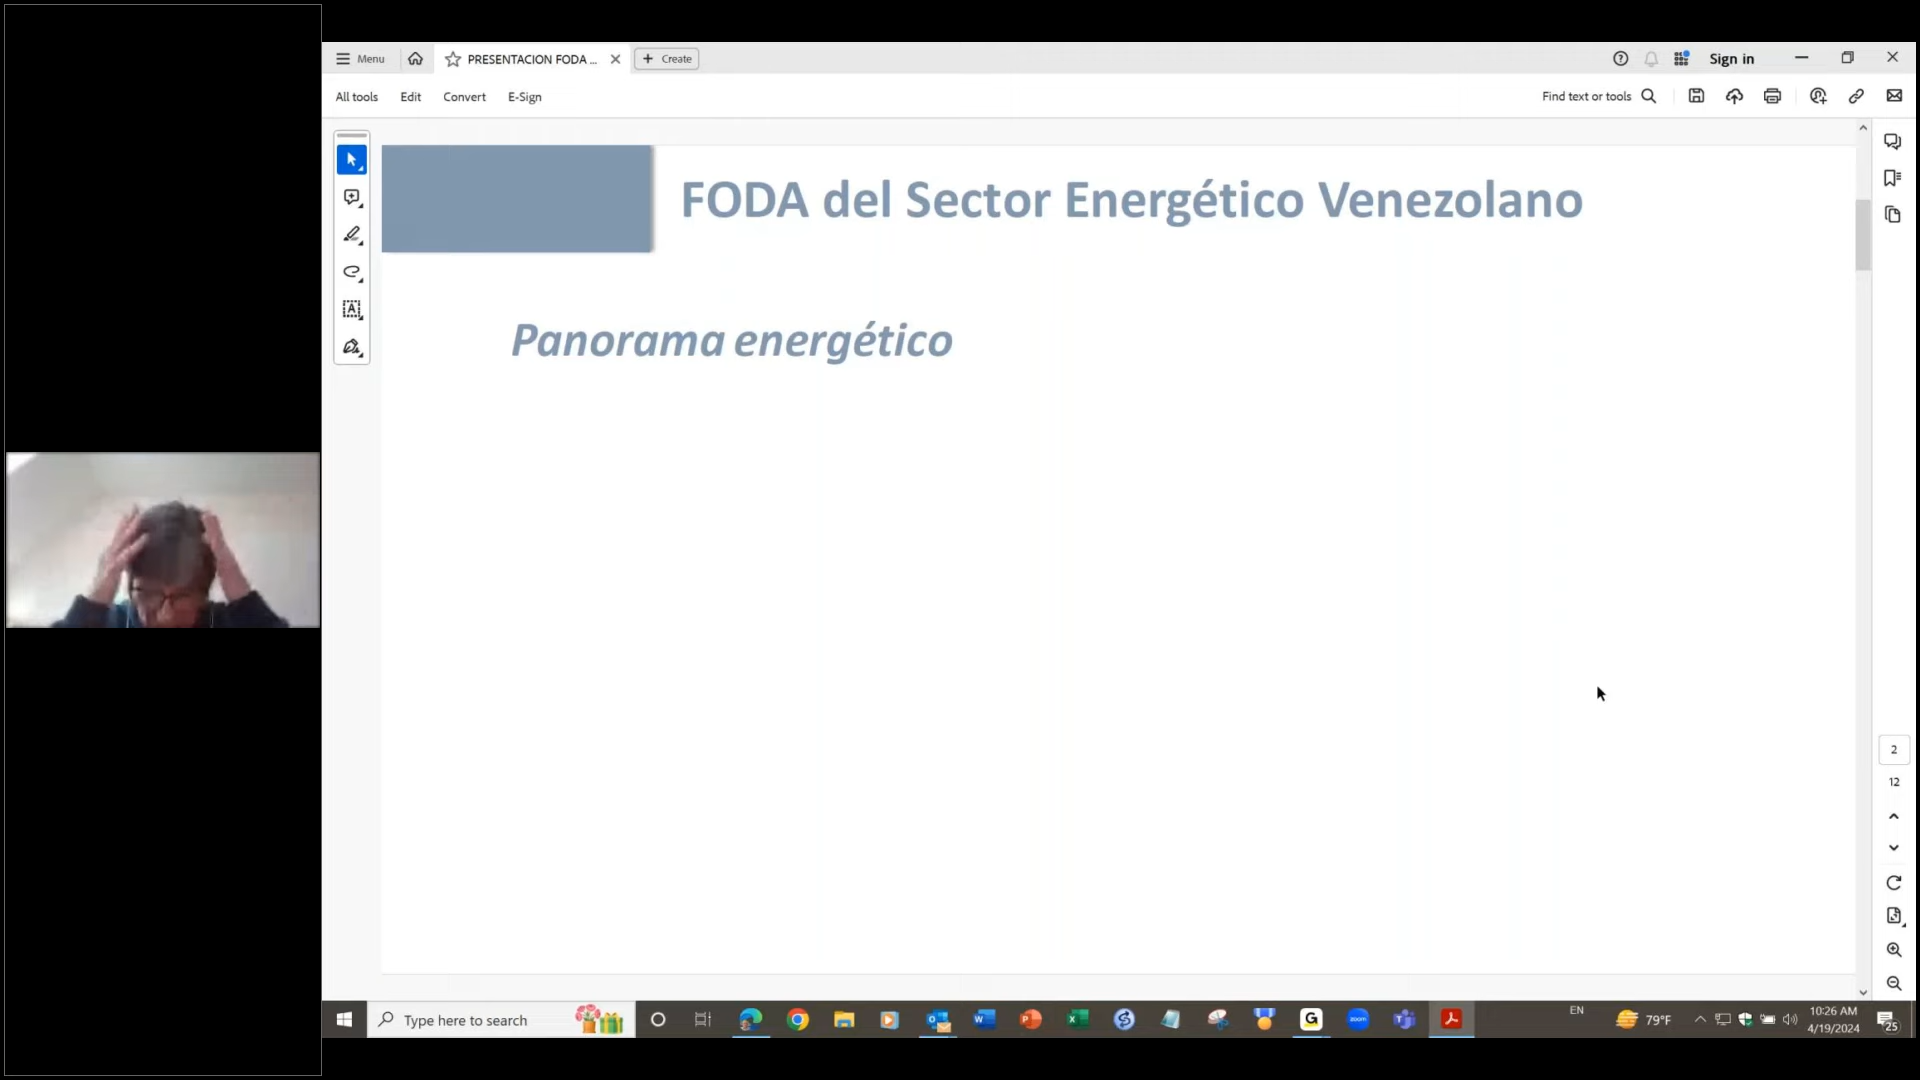 Menu
PRESENTACION FODA ...
Create
Sign in
All tools
Edit
Convert
E-Sign
Find text or tools
FODA del Sector Energético Venezolano
Panorama energético
2
12
Type here to search
EN
79°F
10:26 AM
4/19/2024
25